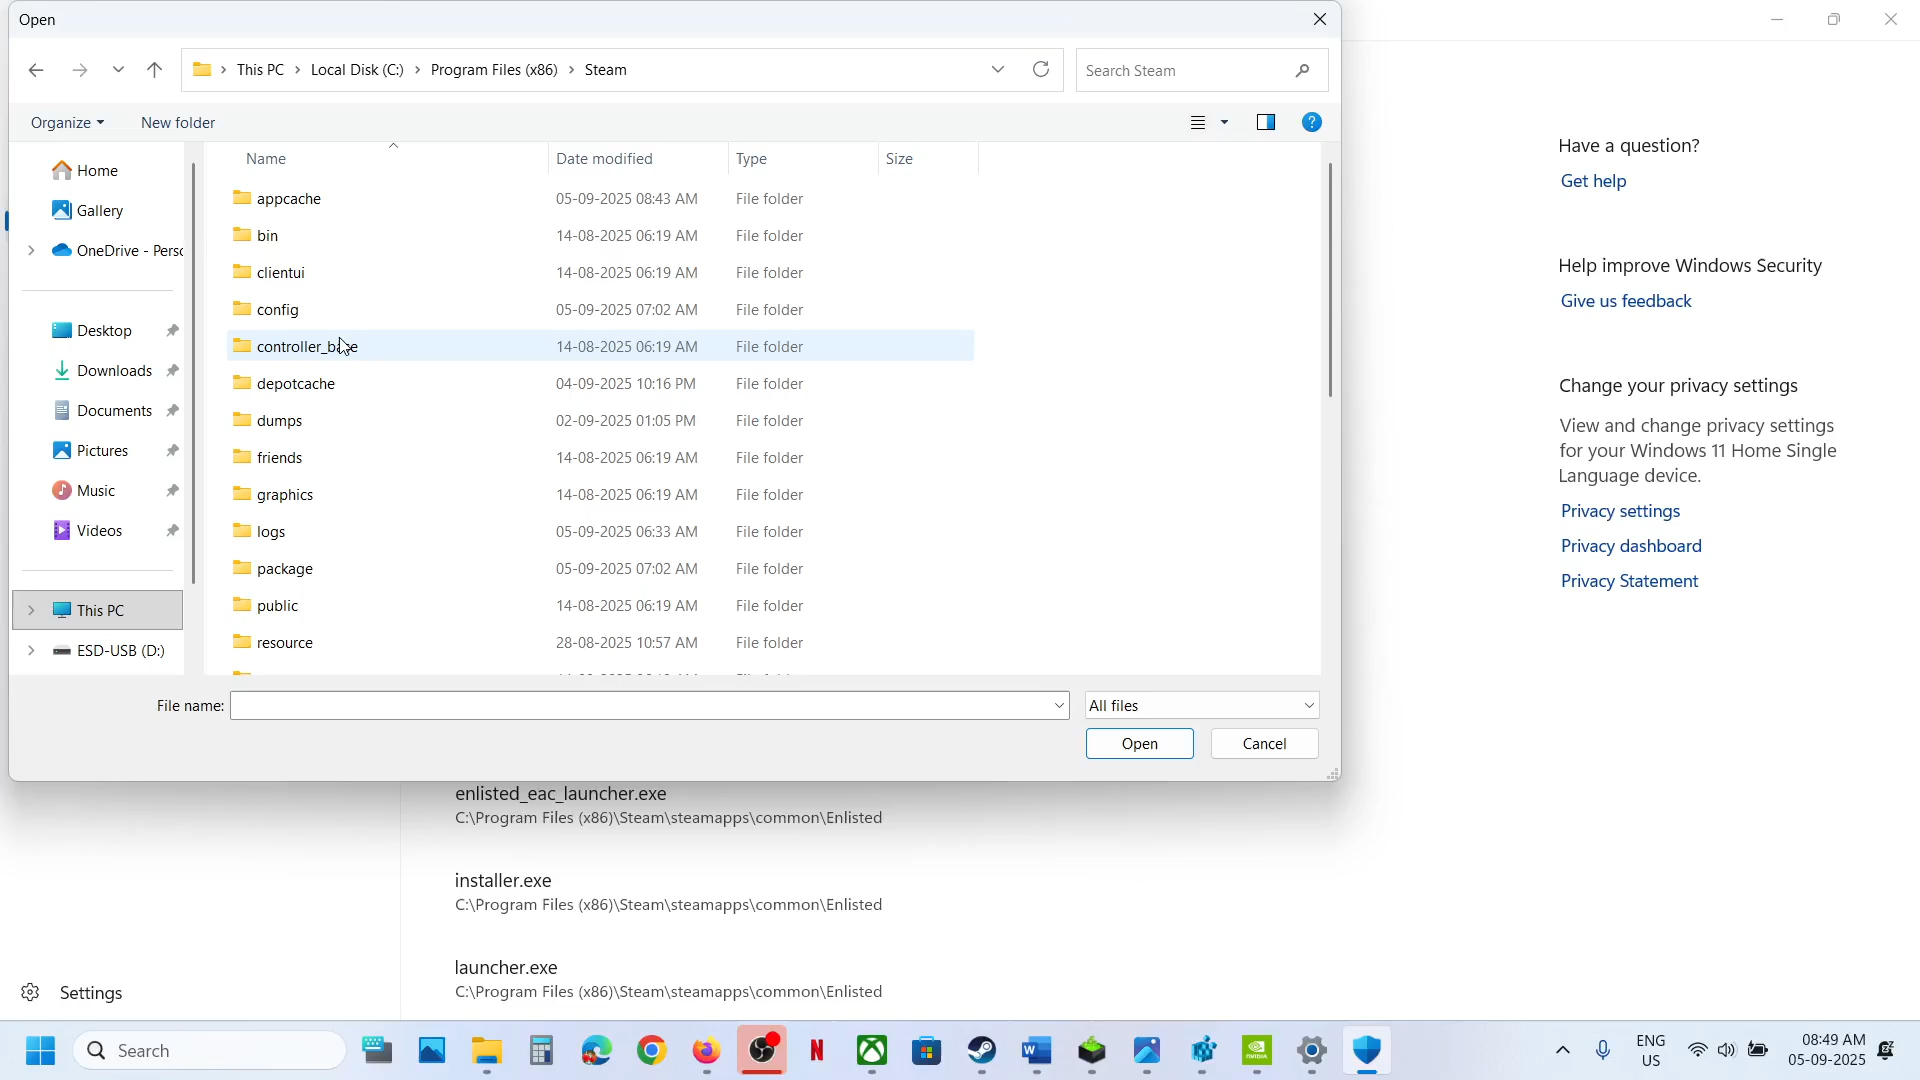 Open
This PC > Local Disk (C:) > Program Files (x86) > Steam
Search Steam
Organize
New folder
Name
Date modified
Type
Size
Home
Gallery
OneDrive - Perso
Desktop
Downloads
Documents
Pictures
Music
Videos
This PC
ESD-USB (D:)
appcache 05-09-2025 08:43 AM File folder
bin 14-08-2025 06:19 AM File folder
clientui 14-08-2025 06:19 AM File folder
config 05-09-2025 07:02 AM File folder
controller_base 14-08-2025 06:19 AM File folder
depotcache 04-09-2025 10:16 PM File folder
dumps 02-09-2025 01:05 PM File folder
friends 14-08-2025 06:19 AM File folder
graphics 14-08-2025 06:19 AM File folder
logs 05-09-2025 06:33 AM File folder
package 05-09-2025 07:02 AM File folder
public 14-08-2025 06:19 AM File folder
resource 28-08-2025 10:57 AM File folder
File name:
All files
Open
Cancel
Have a question?
Get help
Help improve Windows Security
Give us feedback
Change your privacy settings
View and change privacy settings
for your Windows 11 Home Single
Language device.
Privacy settings
Privacy dashboard
Privacy Statement
enlisted_eac_launcher.exe
C:\Program Files (x86)\Steam\steamapps\common\Enlisted
installer.exe
C:\Program Files (x86)\Steam\steamapps\common\Enlisted
launcher.exe
C:\Program Files (x86)\Steam\steamapps\common\Enlisted
Settings
Search
ENG
US
08:49 AM
05-09-2025